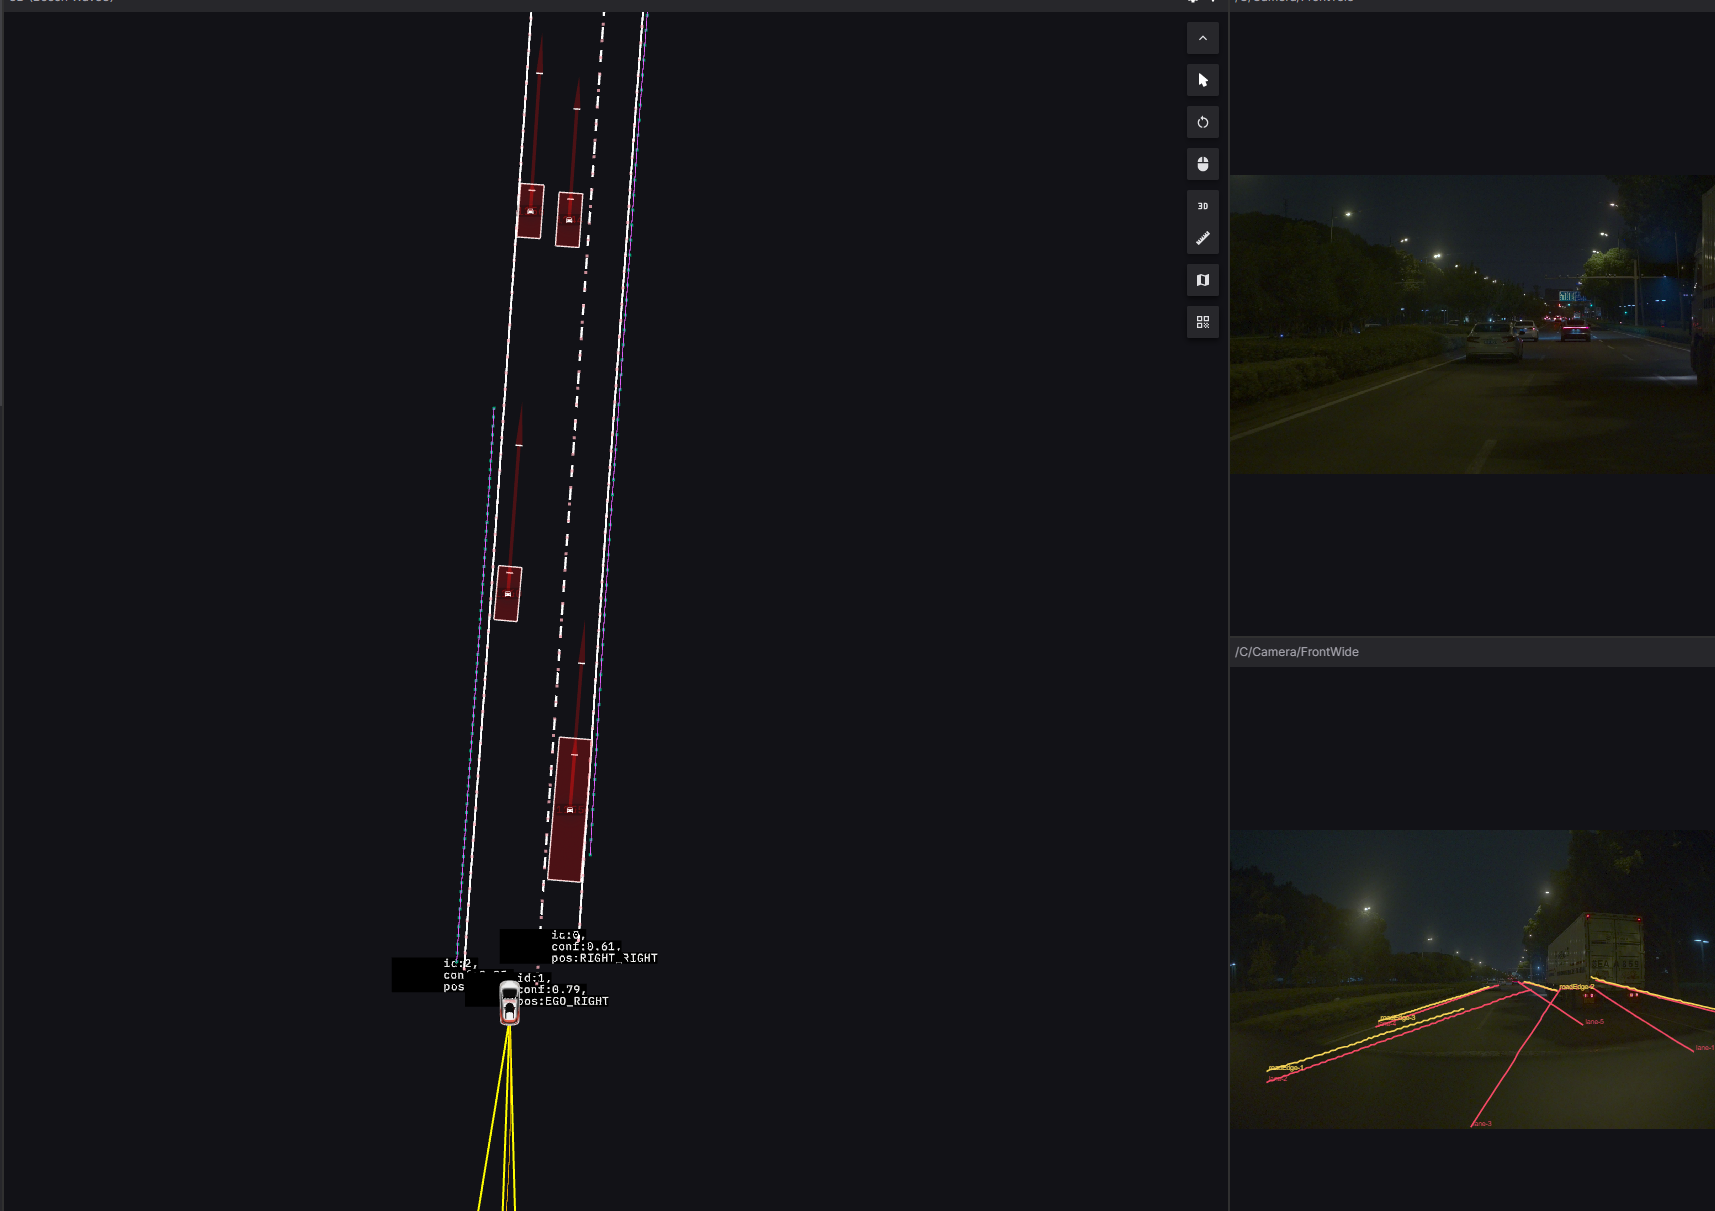 3D
/C/Camera/FrontWide
id:0,
conf:0.61,
pos:RIGHT_RIGHT
id:2,
con
pos
id:1,
conf:0.79,
pos:EGO_RIGHT
roadEdge-2
roadEdge-3
lane-5
lane-1
roadEdge-1
lane-2
lane-3